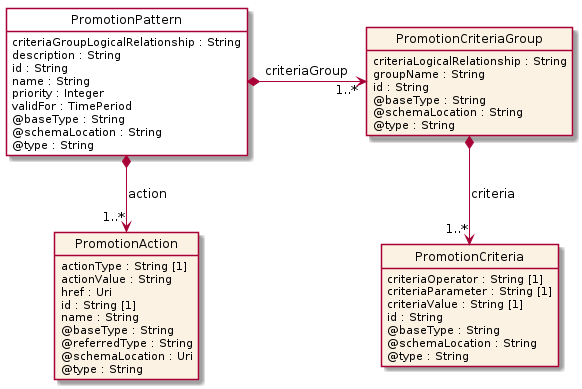 PromotionPattern
criteriaGroupLogicalRelationship : String
description : String
id : String
name : String
priority : Integer
validFor : TimePeriod
@baseType : String
@schemaLocation : String
@type : String
criteriaGroup
1..*
PromotionCriteriaGroup
criteriaLogicalRelationship : String
groupName : String
id : String
@baseType : String
@schemaLocation : String
@type : String
action
1..*
criteria
1..*
PromotionAction
actionType : String [1]
actionValue : String
href : Uri
id : String [1]
name : String
@baseType : String
@referredType : String
@schemaLocation : Uri
@type : String
PromotionCriteria
criteriaOperator : String [1]
criteriaParameter : String [1]
criteriaValue : String [1]
id : String
@baseType : String
@schemaLocation : String
@type : String